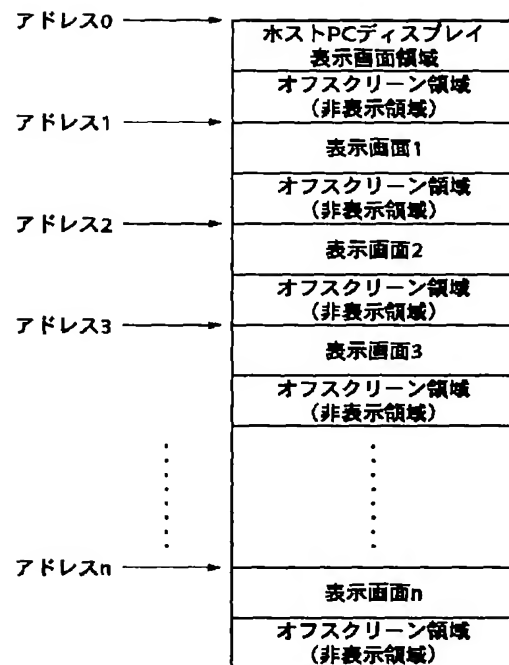 アドレス0
ホストPCディスプレイ
表示画面領域
オフスクリーン領域
(非表示領域)
アドレス1
表示画面1
オフスクリーン領域
(非表示領域)
アドレス2
表示画面2
オフスクリーン領域
(非表示領域)
アドレス3
表示画面3
オフスクリーン領域
(非表示領域)
アドレスn
表示画面n
オフスクリーン領域
(非表示領域)